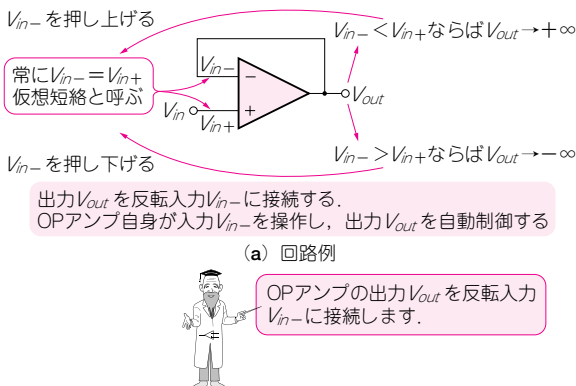 Vin−を押し上げる
Vin−<Vin+ならばVout→+∞
常にVin−=Vin+
仮想短絡と呼ぶ
Vin−
−
Vin
+
Vin+
Vout
Vin−を押し下げる
Vin−>Vin+ならばVout→−∞
出力Voutを反転入力Vin−に接続する.
OPアンプ自身が入力Vin−を操作し,出力Voutを自動制御する
(a)回路例
OPアンプの出力Voutを反転入力
Vin−に接続します.